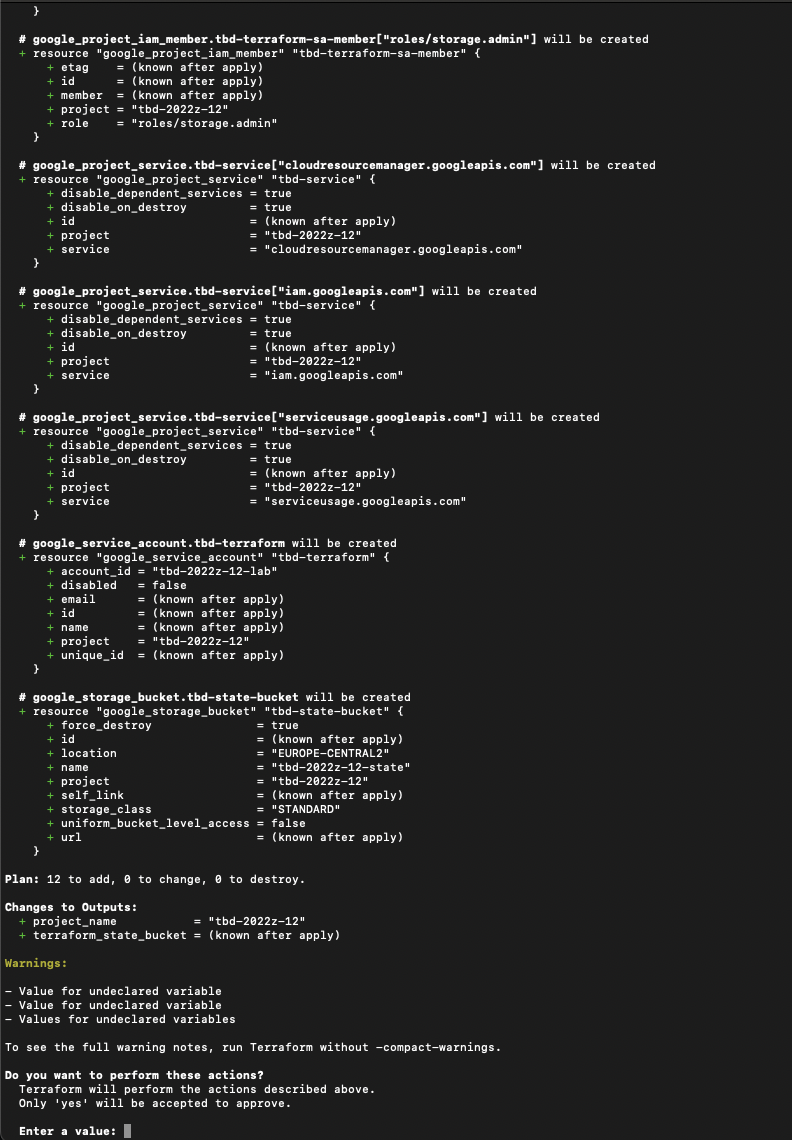 }

  # google_project_iam_member.tbd-terraform-sa-member["roles/storage.admin"] will be created
  + resource "google_project_iam_member" "tbd-terraform-sa-member" {
      + etag    = (known after apply)
      + id      = (known after apply)
      + member  = (known after apply)
      + project = "tbd-2022z-12"
      + role    = "roles/storage.admin"
    }

  # google_project_service.tbd-service["cloudresourcemanager.googleapis.com"] will be created
  + resource "google_project_service" "tbd-service" {
      + disable_dependent_services = true
      + disable_on_destroy         = true
      + id                         = (known after apply)
      + project                    = "tbd-2022z-12"
      + service                    = "cloudresourcemanager.googleapis.com"
    }

  # google_project_service.tbd-service["iam.googleapis.com"] will be created
  + resource "google_project_service" "tbd-service" {
      + disable_dependent_services = true
      + disable_on_destroy         = true
      + id                         = (known after apply)
      + project                    = "tbd-2022z-12"
      + service                    = "iam.googleapis.com"
    }

  # google_project_service.tbd-service["serviceusage.googleapis.com"] will be created
  + resource "google_project_service" "tbd-service" {
      + disable_dependent_services = true
      + disable_on_destroy         = true
      + id                         = (known after apply)
      + project                    = "tbd-2022z-12"
      + service                    = "serviceusage.googleapis.com"
    }

  # google_service_account.tbd-terraform will be created
  + resource "google_service_account" "tbd-terraform" {
      + account_id = "tbd-2022z-12-lab"
      + disabled   = false
      + email      = (known after apply)
      + id         = (known after apply)
      + name       = (known after apply)
      + project    = "tbd-2022z-12"
      + unique_id  = (known after apply)
    }

  # google_storage_bucket.tbd-state-bucket will be created
  + resource "google_storage_bucket" "tbd-state-bucket" {
      + force_destroy               = true
      + id                          = (known after apply)
      + location                    = "EUROPE-CENTRAL2"
      + name                        = "tbd-2022z-12-state"
      + project                     = "tbd-2022z-12"
      + self_link                   = (known after apply)
      + storage_class               = "STANDARD"
      + uniform_bucket_level_access = false
      + url                         = (known after apply)
    }

Plan: 12 to add, 0 to change, 0 to destroy.

Changes to Outputs:
  + project_name           = "tbd-2022z-12"
  + terraform_state_bucket = (known after apply)

Warnings:

- Value for undeclared variable
- Value for undeclared variable
- Values for undeclared variables

To see the full warning notes, run Terraform without -compact-warnings.

Do you want to perform these actions?
  Terraform will perform the actions described above.
  Only 'yes' will be accepted to approve.

  Enter a value: